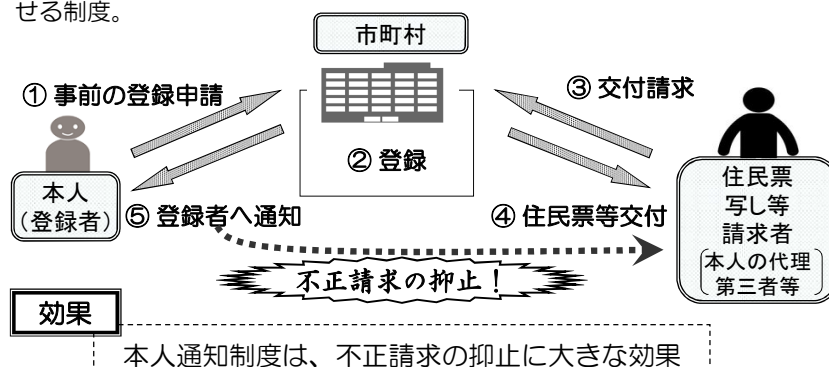 せる制度。
市町村
① 事前の登録申請
③ 交付請求
② 登録
本人
(登録者)
⑤ 登録者へ通知
④ 住民票等交付
住民票
写し等
請求者
本人の代理
第三者等
不正請求の抑止!
効果
本人通知制度は、不正請求の抑止に大きな効果